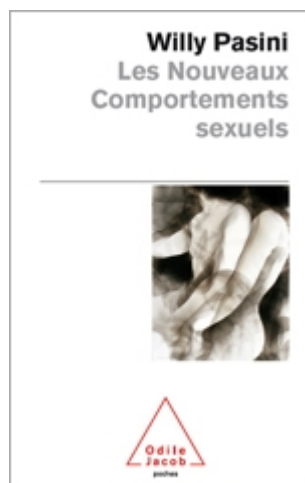 Willy Pasini
Les Nouveaux
Comportements
sexuels
Odile
Jacob
poches